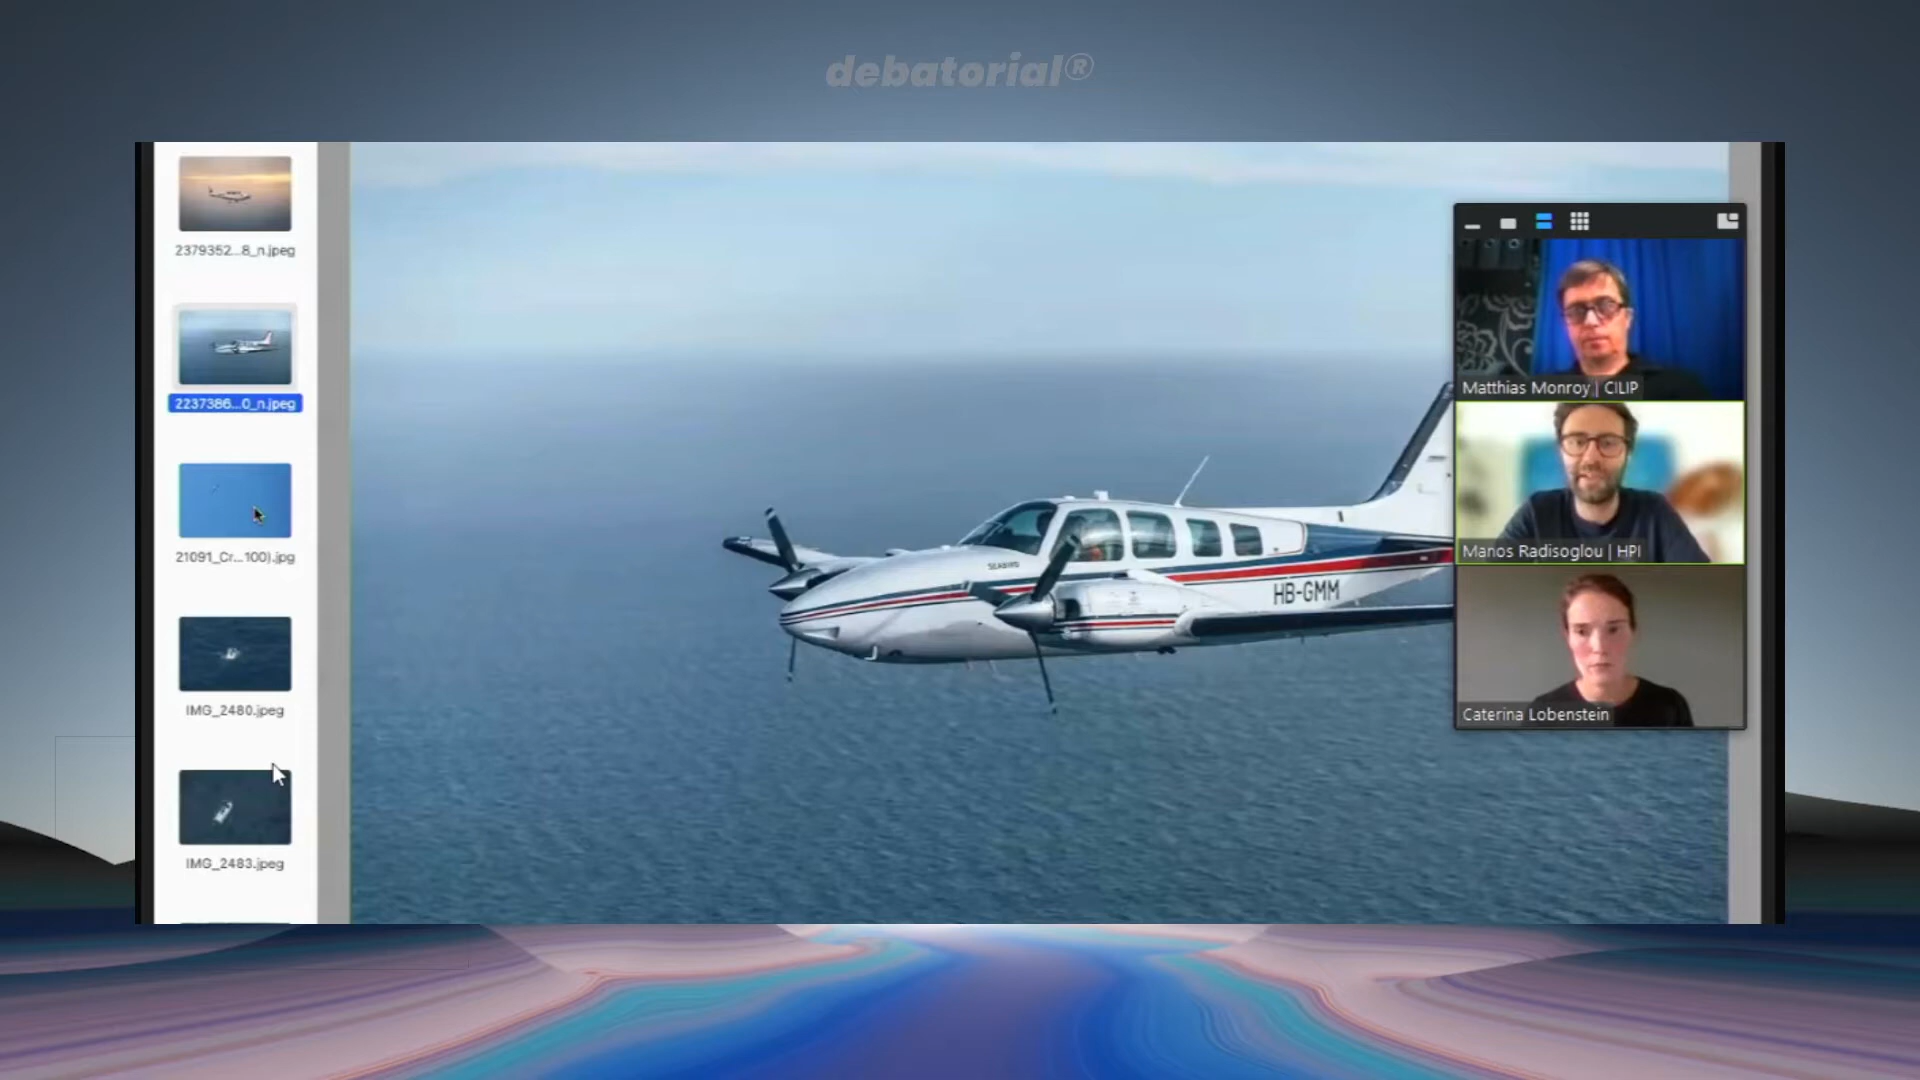 debatorial®
2379352...8_n.jpeg
2237386...0_n.jpeg
21091_Cr...100).jpg
IMG_2480.jpeg
IMG_2483.jpeg
SEABIRD
HB-GMM
Matthias Monroy | CILIP
Manos Radisoglou | HPI
Caterina Lobenstein